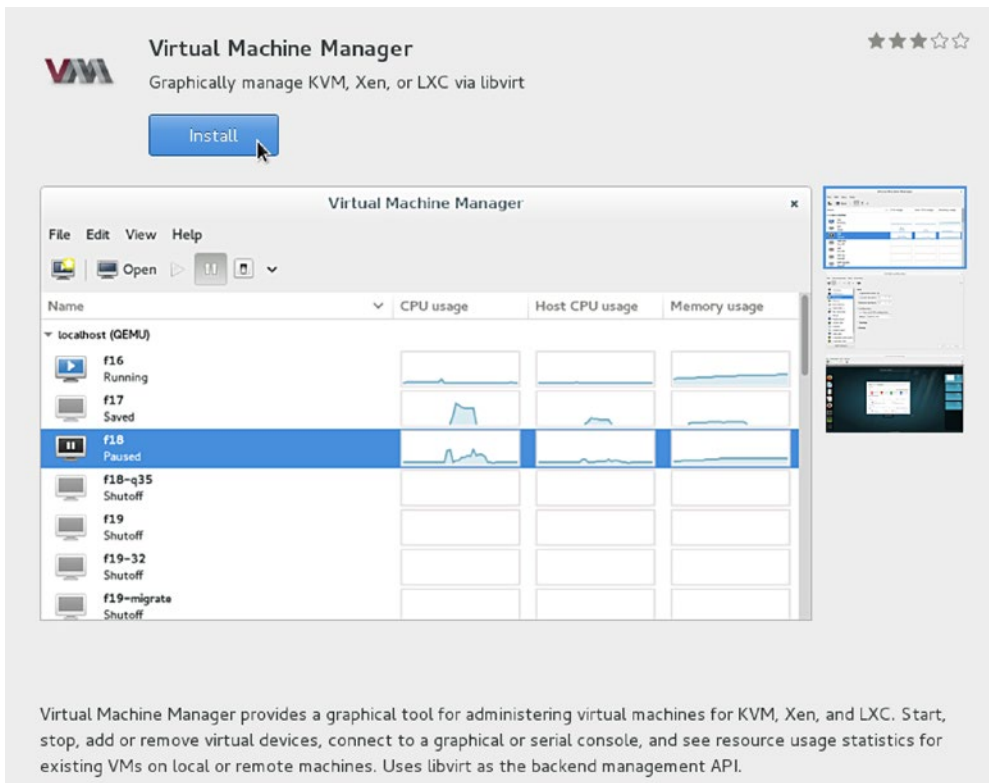 Virtual Machine Manager
VMM
Graphically manage KVM, Xen, or LXC via libvirt
Install
Virtual Machine Manager
File Edit View Help
Open
Name CPU usage Host CPU usage Memory usage
localhost (QEMU)
f16
Running
f17
Saved
f18
Paused
f18-q35
Shutoff
f19
Shutoff
f19-32
Shutoff
f19-migrate
Shutoff
Virtual Machine Manager provides a graphical tool for administering virtual machines for KVM, Xen, and LXC. Start,
stop, add or remove virtual devices, connect to a graphical or serial console, and see resource usage statistics for
existing VMs on local or remote machines. Uses libvirt as the backend management API.